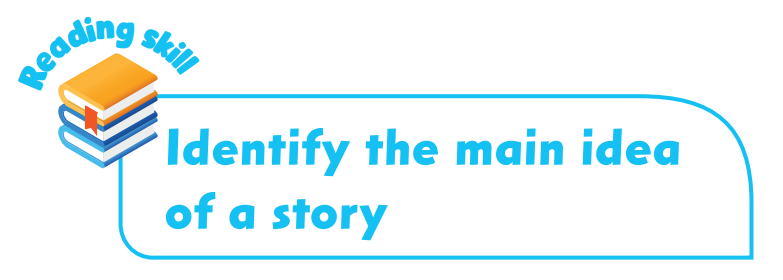 Reading skill
Identify the main idea
of a story